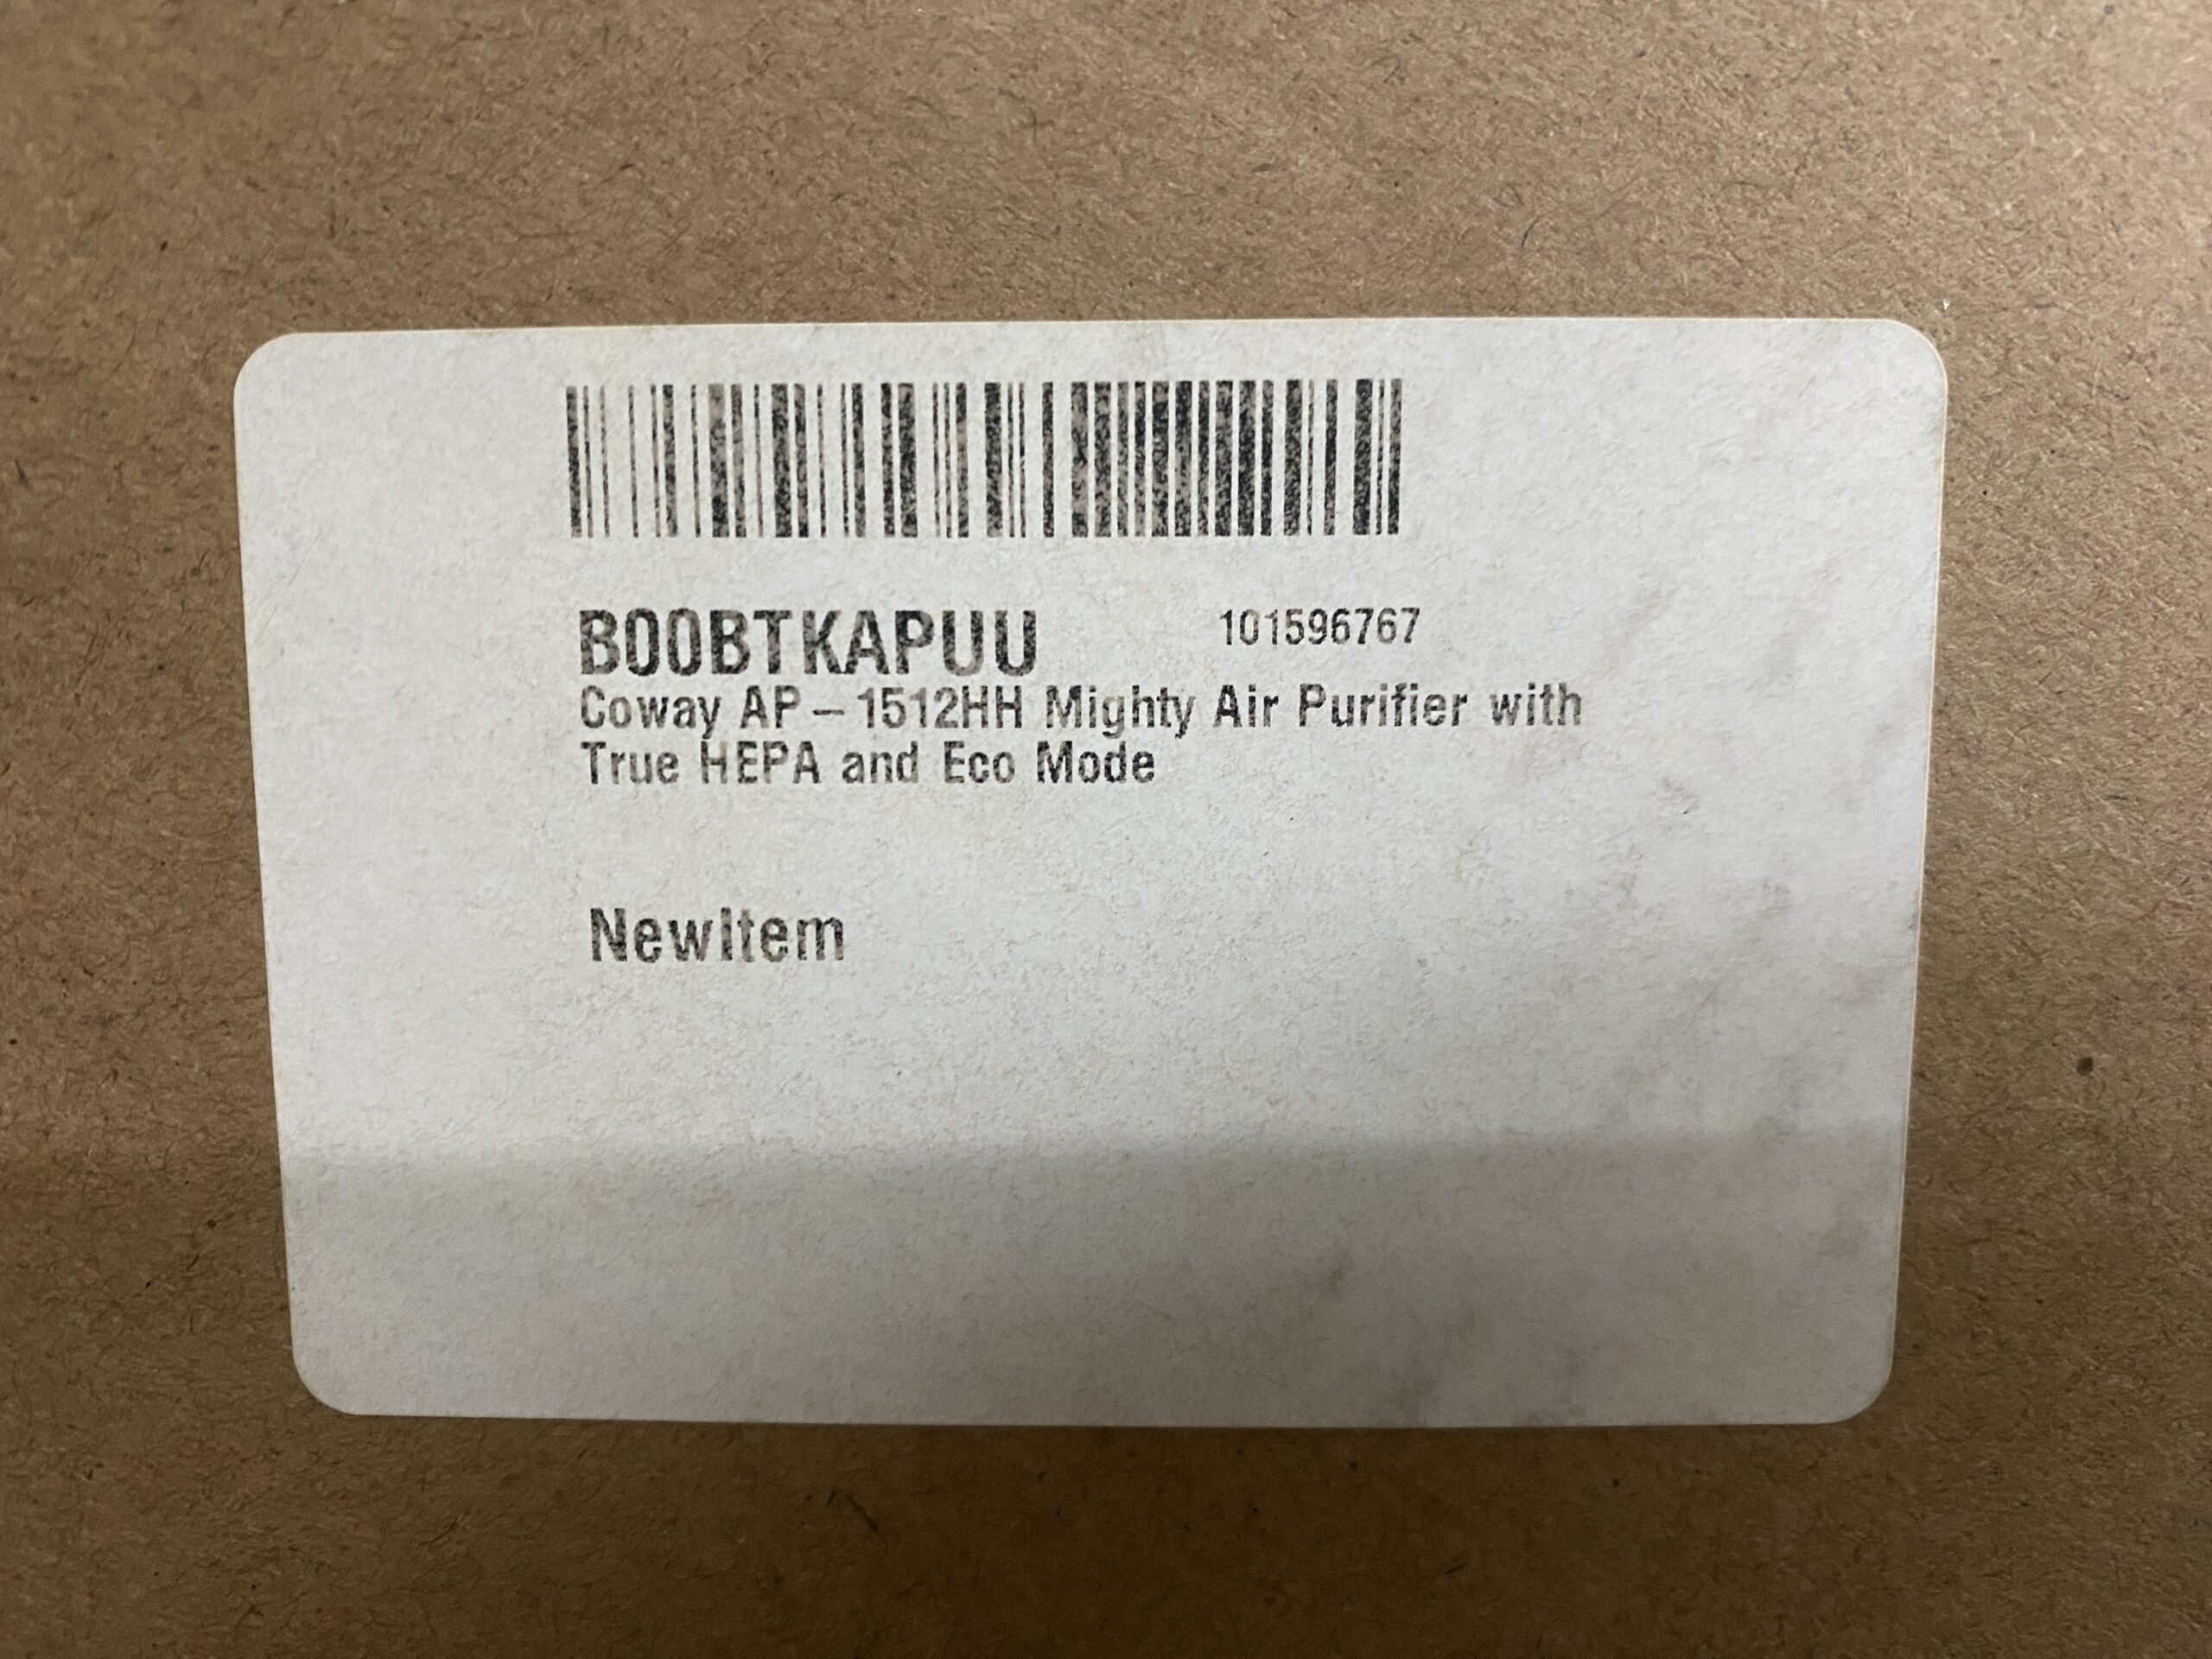 B00BTKAPUU 101596767
Coway AP – 1512HH Mighty Air Purifier with
True HEPA and Eco Mode
NewItem